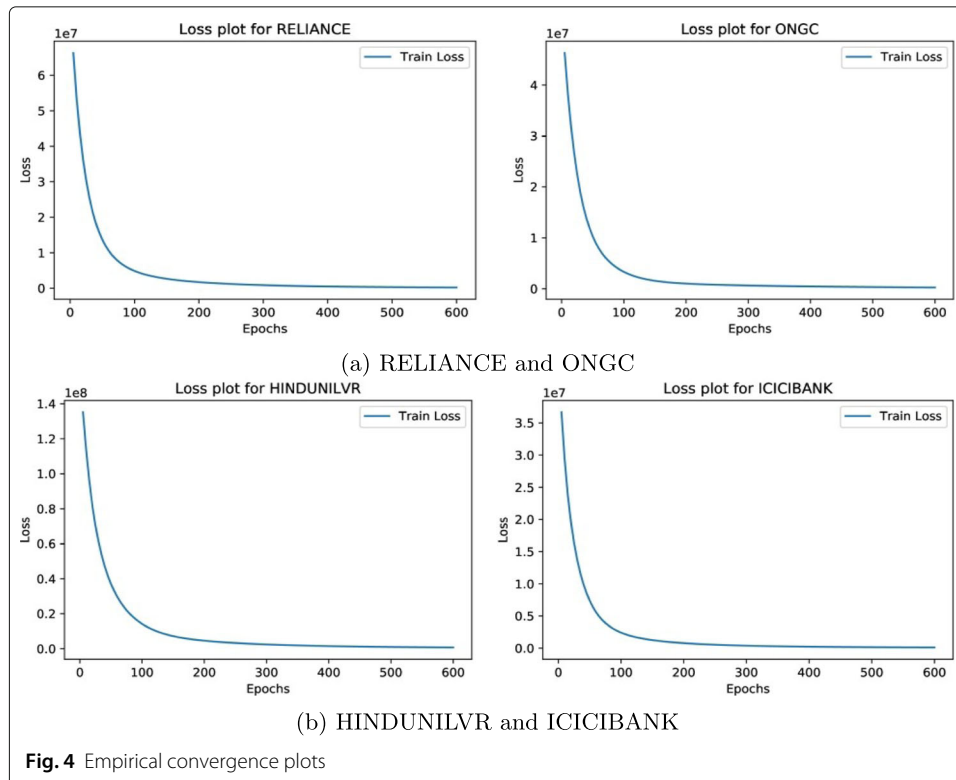 Loss plot for RELIANCE
1e7
Train Loss
6
5
4
3
2
1
0
Loss
0 100 200 300 400 500 600
Epochs
Loss plot for ONGC
1e7
Train Loss
4
3
2
1
0
Loss
0 100 200 300 400 500 600
Epochs
(a) RELIANCE and ONGC
Loss plot for HINDUNILVR
1e8
Train Loss
1.4
1.2
1.0
0.8
0.6
0.4
0.2
0.0
Loss
0 100 200 300 400 500 600
Epochs
Loss plot for ICICIBANK
1e7
Train Loss
3.5
3.0
2.5
2.0
1.5
1.0
0.5
0.0
Loss
0 100 200 300 400 500 600
Epochs
(b) HINDUNILVR and ICICIBANK
Fig. 4 Empirical convergence plots